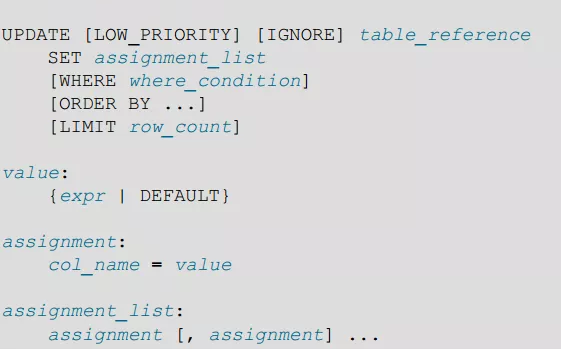 UPDATE [LOW_PRIORITY] [IGNORE] table_reference
    SET assignment_list
    [WHERE where_condition]
    [ORDER BY ...]
    [LIMIT row_count]

value:
    {expr | DEFAULT}

assignment:
    col_name = value

assignment_list:
    assignment [, assignment] ...